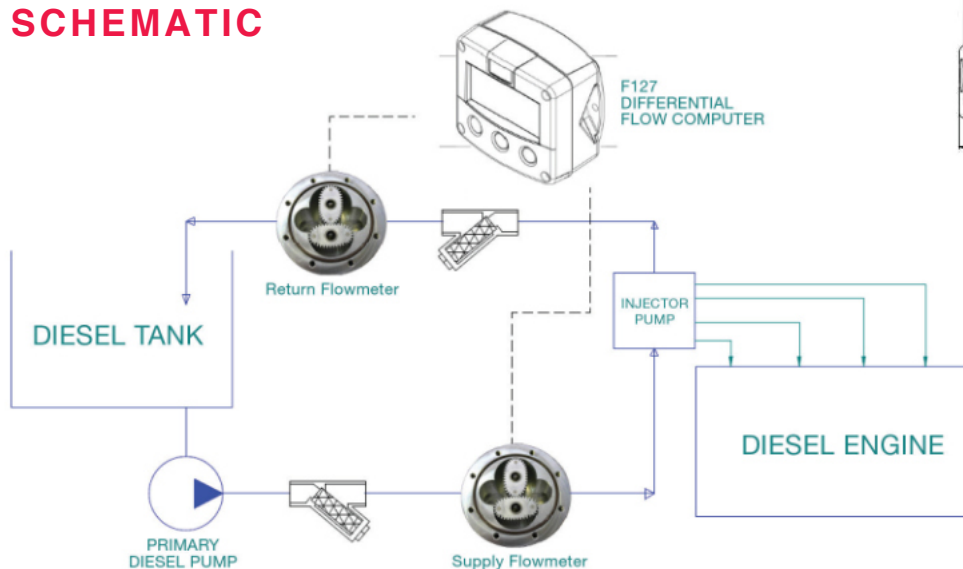 SCHEMATIC
F127
DIFFERENTIAL
FLOW COMPUTER
Return Flowmeter
DIESEL TANK
INJECTOR
PUMP
DIESEL ENGINE
PRIMARY
DIESEL PUMP
Supply Flowmeter